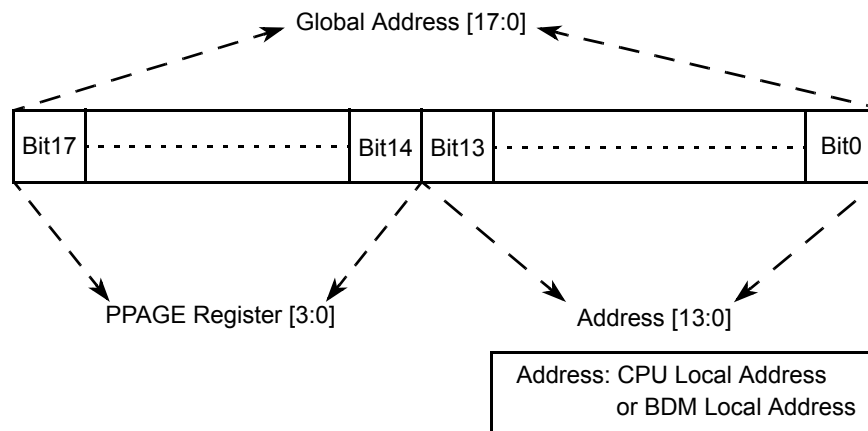 Global Address [17:0]
Bit17 Bit14 Bit13 Bit0
PPAGE Register [3:0]
Address [13:0]
Address: CPU Local Address
or BDM Local Address